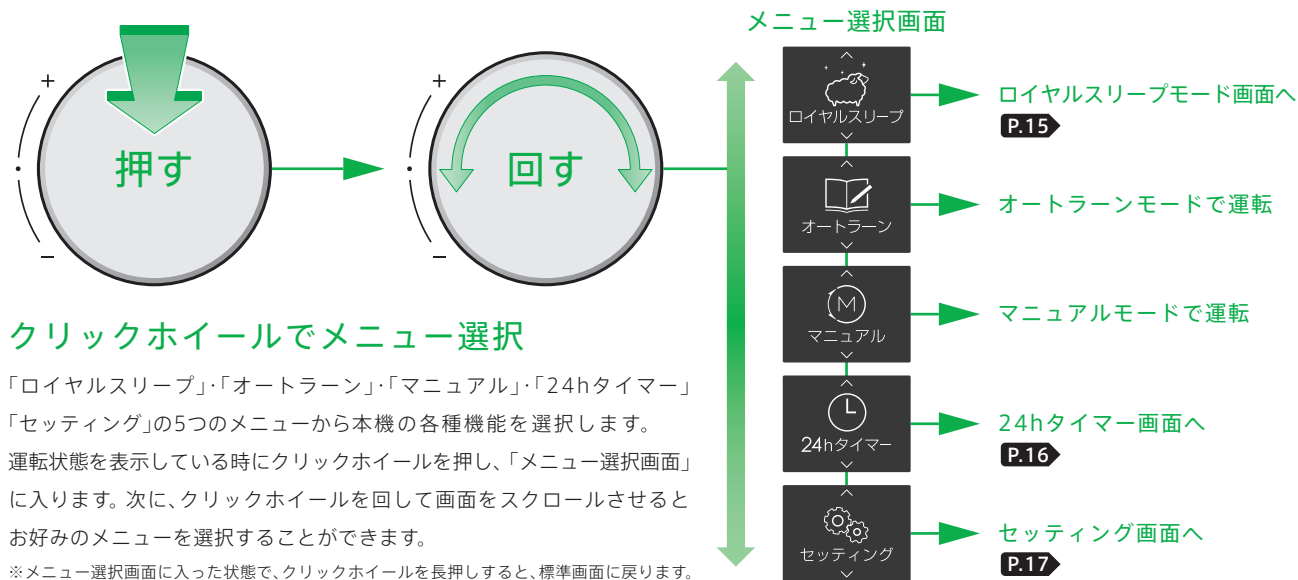 メニュー選択画面
+
押す
−
+
回す
−
ロイヤルスリープ
ロイヤルスリープモード画面へ
P.15
オートラーン
オートラーンモードで運転
M
マニュアル
マニュアルモードで運転
24hタイマー
24hタイマー画面へ
P.16
セッティング
セッティング画面へ
P.17
クリックホイールでメニュー選択
「ロイヤルスリープ」・「オートラーン」・「マニュアル」・「24hタイマー」
「セッティング」の5つのメニューから本機の各種機能を選択します。
運転状態を表示している時にクリックホイールを押し、「メニュー選択画面」
に入ります。次に、クリックホイールを回して画面をスクロールさせると
お好みのメニューを選択することができます。
※メニュー選択画面に入った状態で、クリックホイールを長押しすると、標準画面に戻ります。